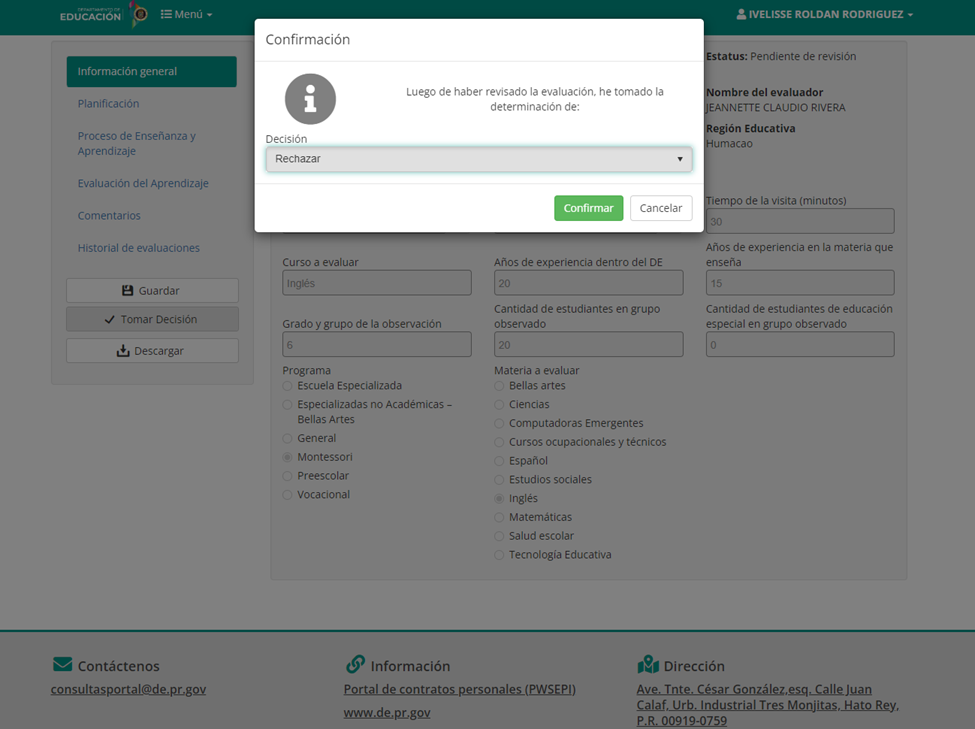 DEPARTAMENTO DE
EDUCACIÓN
Menú
IVELISSE ROLDAN RODRIGUEZ
Información general
Planificación
Proceso de Enseñanza y
Aprendizaje
Evaluación del Aprendizaje
Comentarios
Historial de evaluaciones
Guardar
Tomar Decisión
Descargar
Confirmación
Luego de haber revisado la evaluación, he tomado la
determinación de:
Decisión
Rechazar
Confirmar
Cancelar
Estatus: Pendiente de revisión
Nombre del evaluador
JEANNETTE CLAUDIO RIVERA
Región Educativa
Humacao
Tiempo de la visita (minutos)
30
Curso a evaluar
Inglés
Años de experiencia dentro del DE
20
Años de experiencia en la materia que
enseña
15
Grado y grupo de la observación
6
Cantidad de estudiantes en grupo
observado
20
Cantidad de estudiantes de educación
especial en grupo observado
0
Programa
Escuela Especializada
Especializadas no Académicas –
Bellas Artes
General
Montessori
Preescolar
Vocacional
Materia a evaluar
Bellas artes
Ciencias
Computadoras Emergentes
Cursos ocupacionales y técnicos
Español
Estudios sociales
Inglés
Matemáticas
Salud escolar
Tecnología Educativa
Contáctenos
consultasportal@de.pr.gov
Información
Portal de contratos personales (PWSEPI)
www.de.pr.gov
Dirección
Ave. Tnte. César González,esq. Calle Juan
Calaf, Urb. Industrial Tres Monjitas, Hato Rey,
P.R. 00919-0759